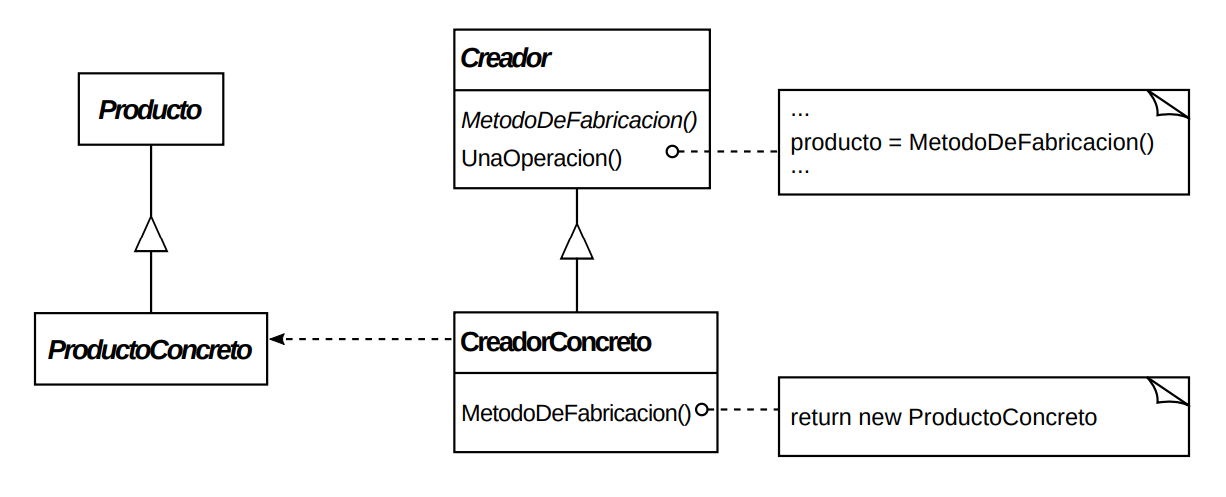 Creador
Producto
MetodoDeFabricacion()
UnaOperacion()
...
producto = MetodoDeFabricacion()
...
ProductoConcreto
CreadorConcreto
MetodoDeFabricacion()
return new ProductoConcreto